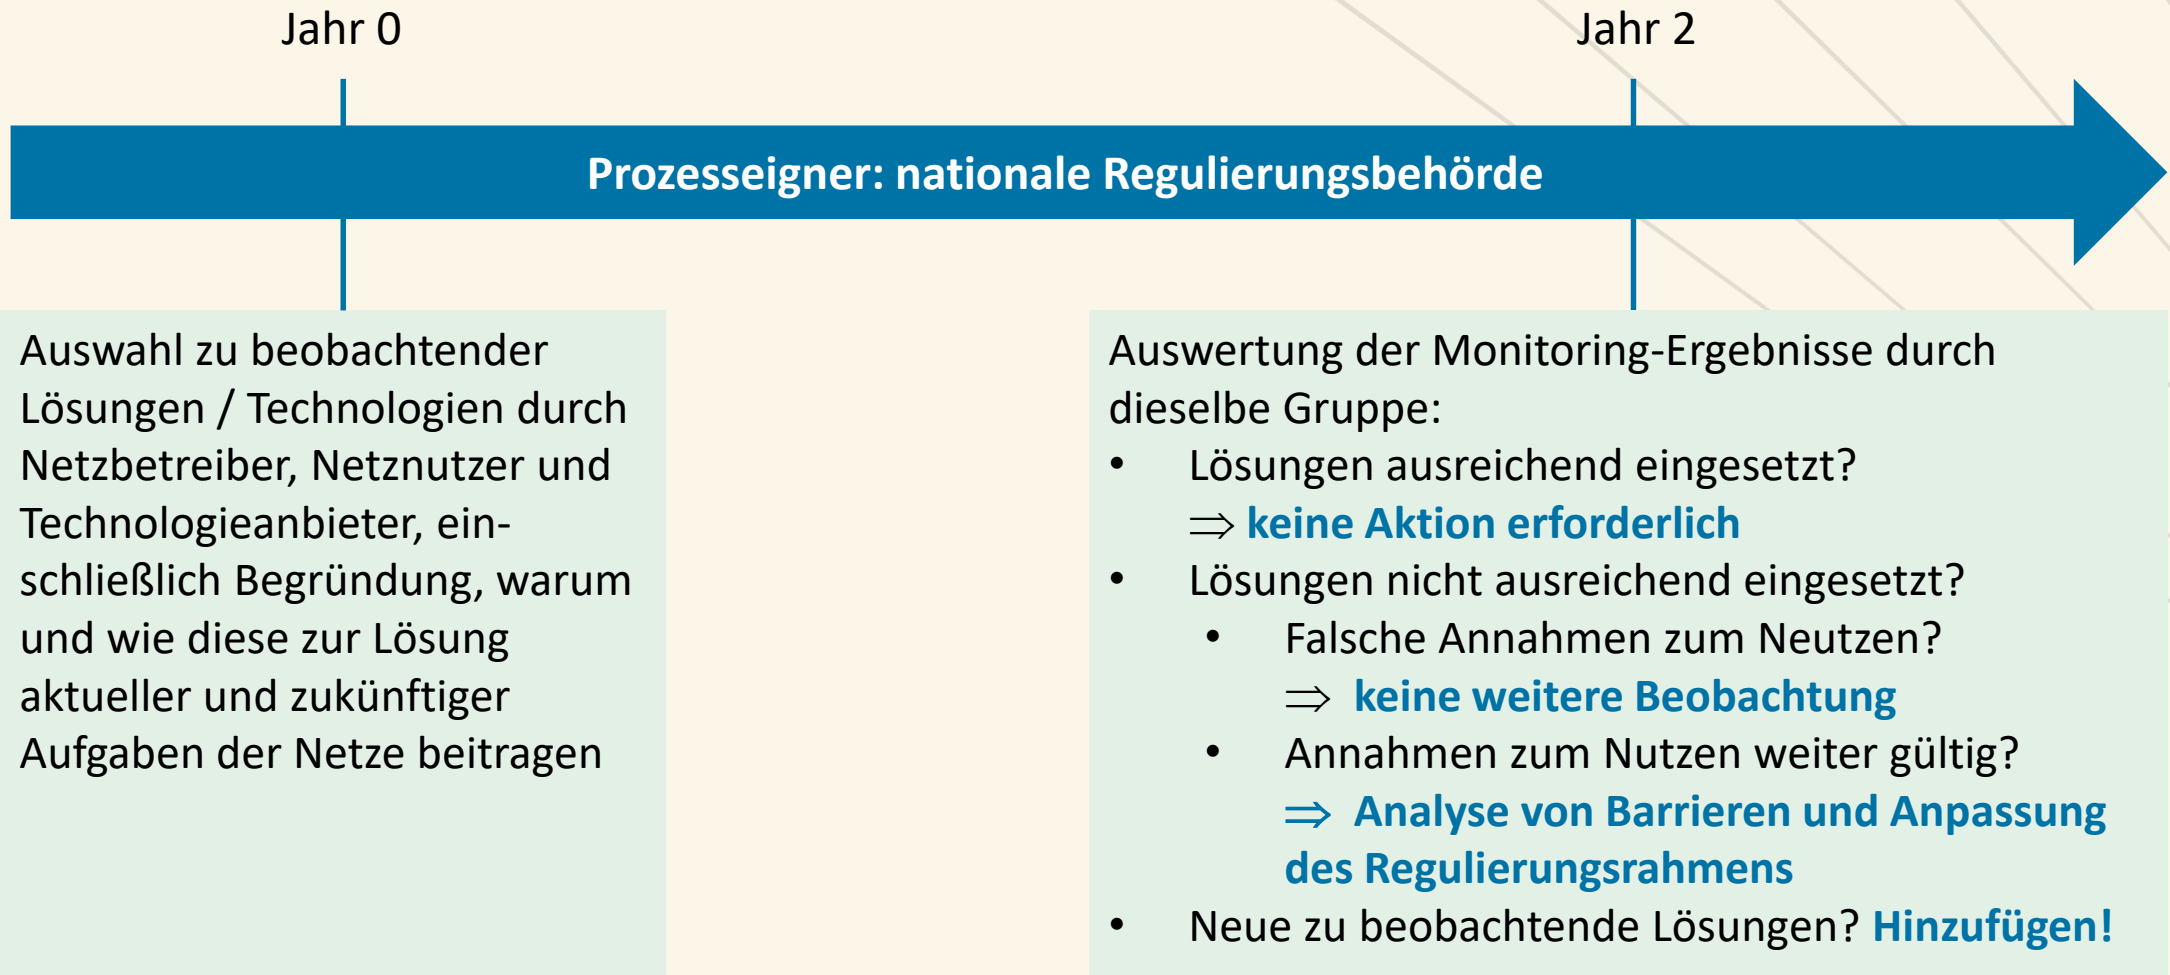 Jahr 0
Jahr 2
Prozesseigner: nationale Regulierungsbehörde
Auswahl zu beobachtender
Lösungen / Technologien durch
Netzbetreiber, Netznutzer und
Technologieanbieter, ein-
schließlich Begründung, warum
und wie diese zur Lösung
aktueller und zukünftiger
Aufgaben der Netze beitragen
Auswertung der Monitoring-Ergebnisse durch
dieselbe Gruppe:
• Lösungen ausreichend eingesetzt?
⇒ keine Aktion erforderlich
• Lösungen nicht ausreichend eingesetzt?
• Falsche Annahmen zum Neutzen?
⇒ keine weitere Beobachtung
• Annahmen zum Nutzen weiter gültig?
⇒ Analyse von Barrieren und Anpassung
des Regulierungsrahmens
• Neue zu beobachtende Lösungen? Hinzufügen!